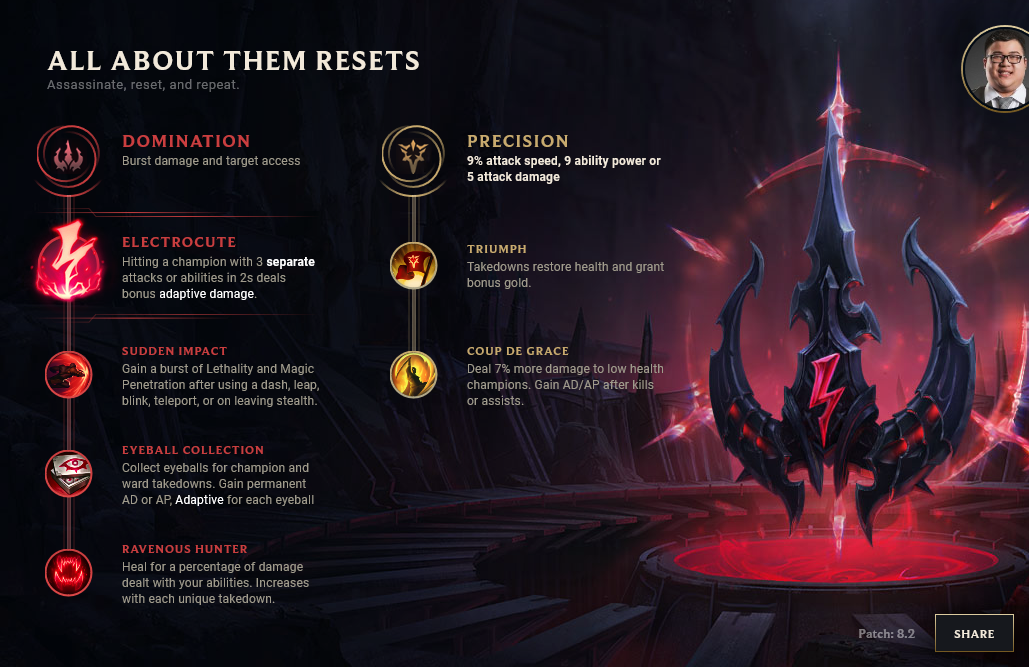 ALL ABOUT THEM RESETS
Assassinate, reset, and repeat.
DOMINATION
Burst damage and target access
ELECTROCUTE
Hitting a champion with 3 separate
attacks or abilities in 2s deals
bonus adaptive damage.
SUDDEN IMPACT
Gain a burst of Lethality and Magic
Penetration after using a dash, leap,
blink, teleport, or on leaving stealth.
EYEBALL COLLECTION
Collect eyeballs for champion and
ward takedowns. Gain permanent
AD or AP, Adaptive for each eyeball
RAVENOUS HUNTER
Heal for a percentage of damage
dealt with your abilities. Increases
with each unique takedown.
PRECISION
9% attack speed, 9 ability power or
5 attack damage
TRIUMPH
Takedowns restore health and grant
bonus gold.
COUP DE GRACE
Deal 7% more damage to low health
champions. Gain AD/AP after kills
or assists.
Patch: 8.2
SHARE